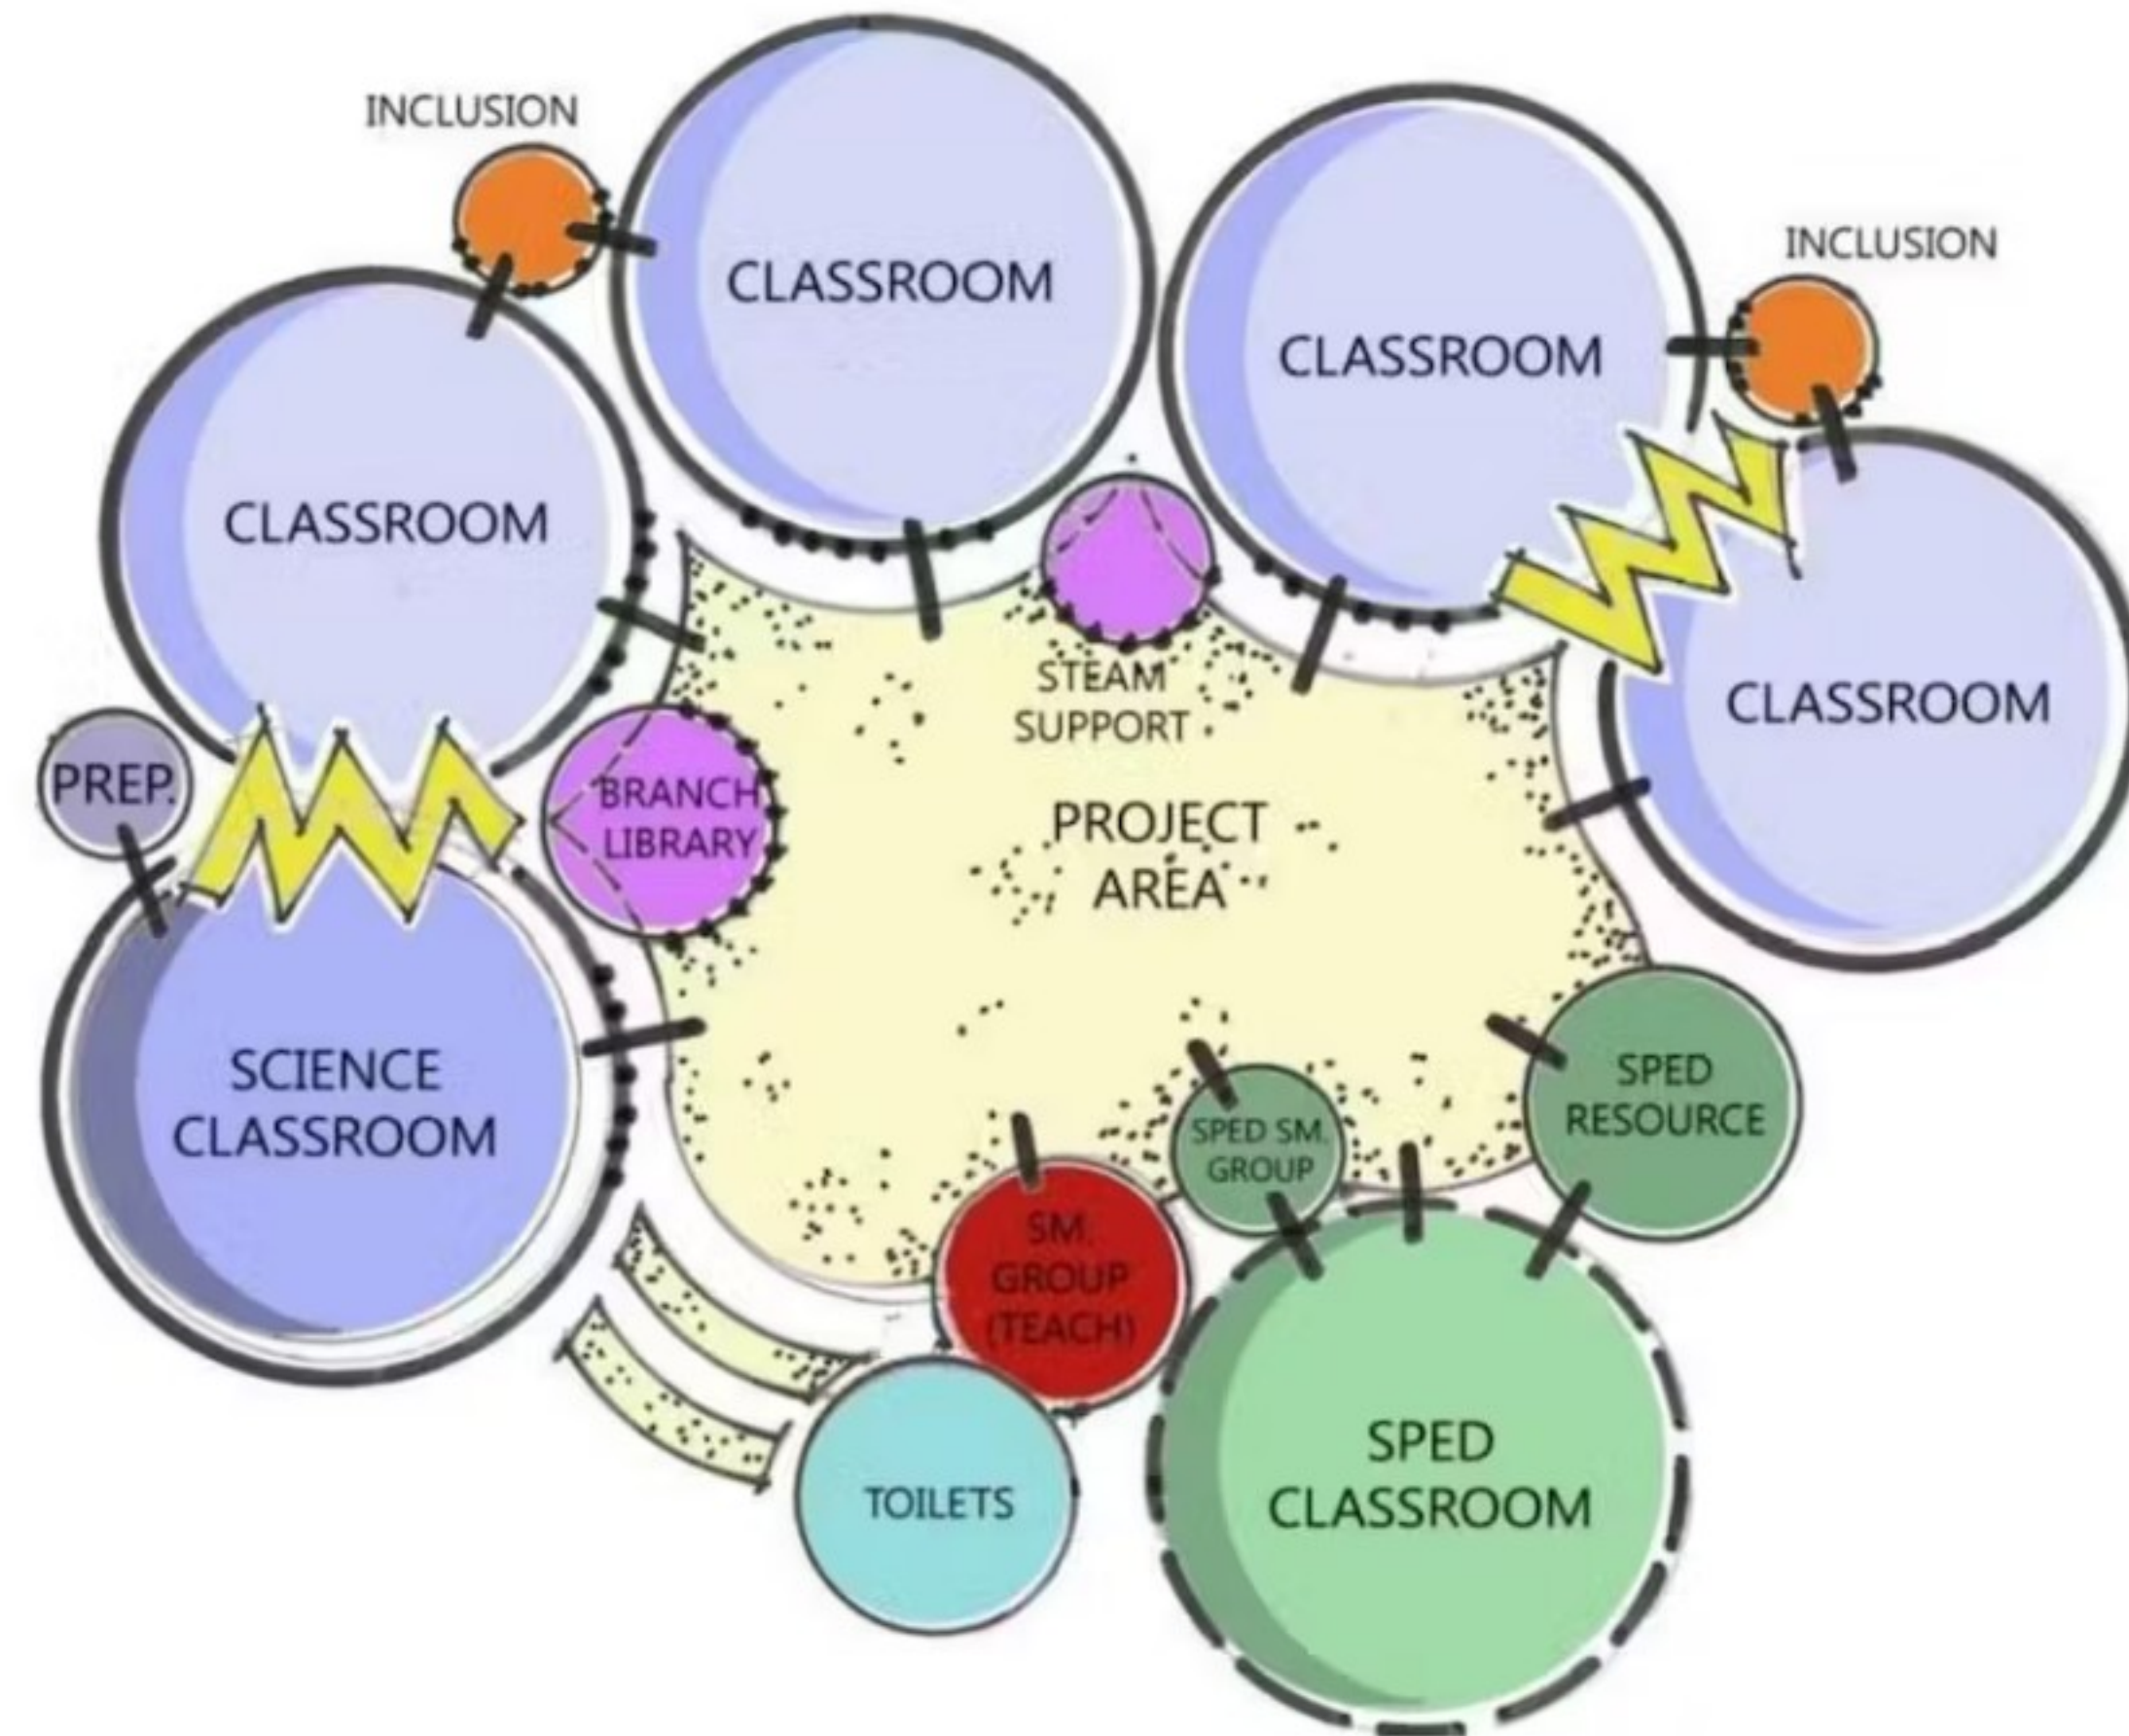 INCLUSION
CLASSROOM
INCLUSION
CLASSROOM
CLASSROOM
CLASSROOM
STEAM
SUPPORT
CLASSROOM
PREP.
BRANCH
LIBRARY
PROJECT
AREA
SCIENCE
CLASSROOM
SPED SM.
GROUP
SPED
RESOURCE
SM.
GROUP
(TEACH)
TOILETS
SPED
CLASSROOM